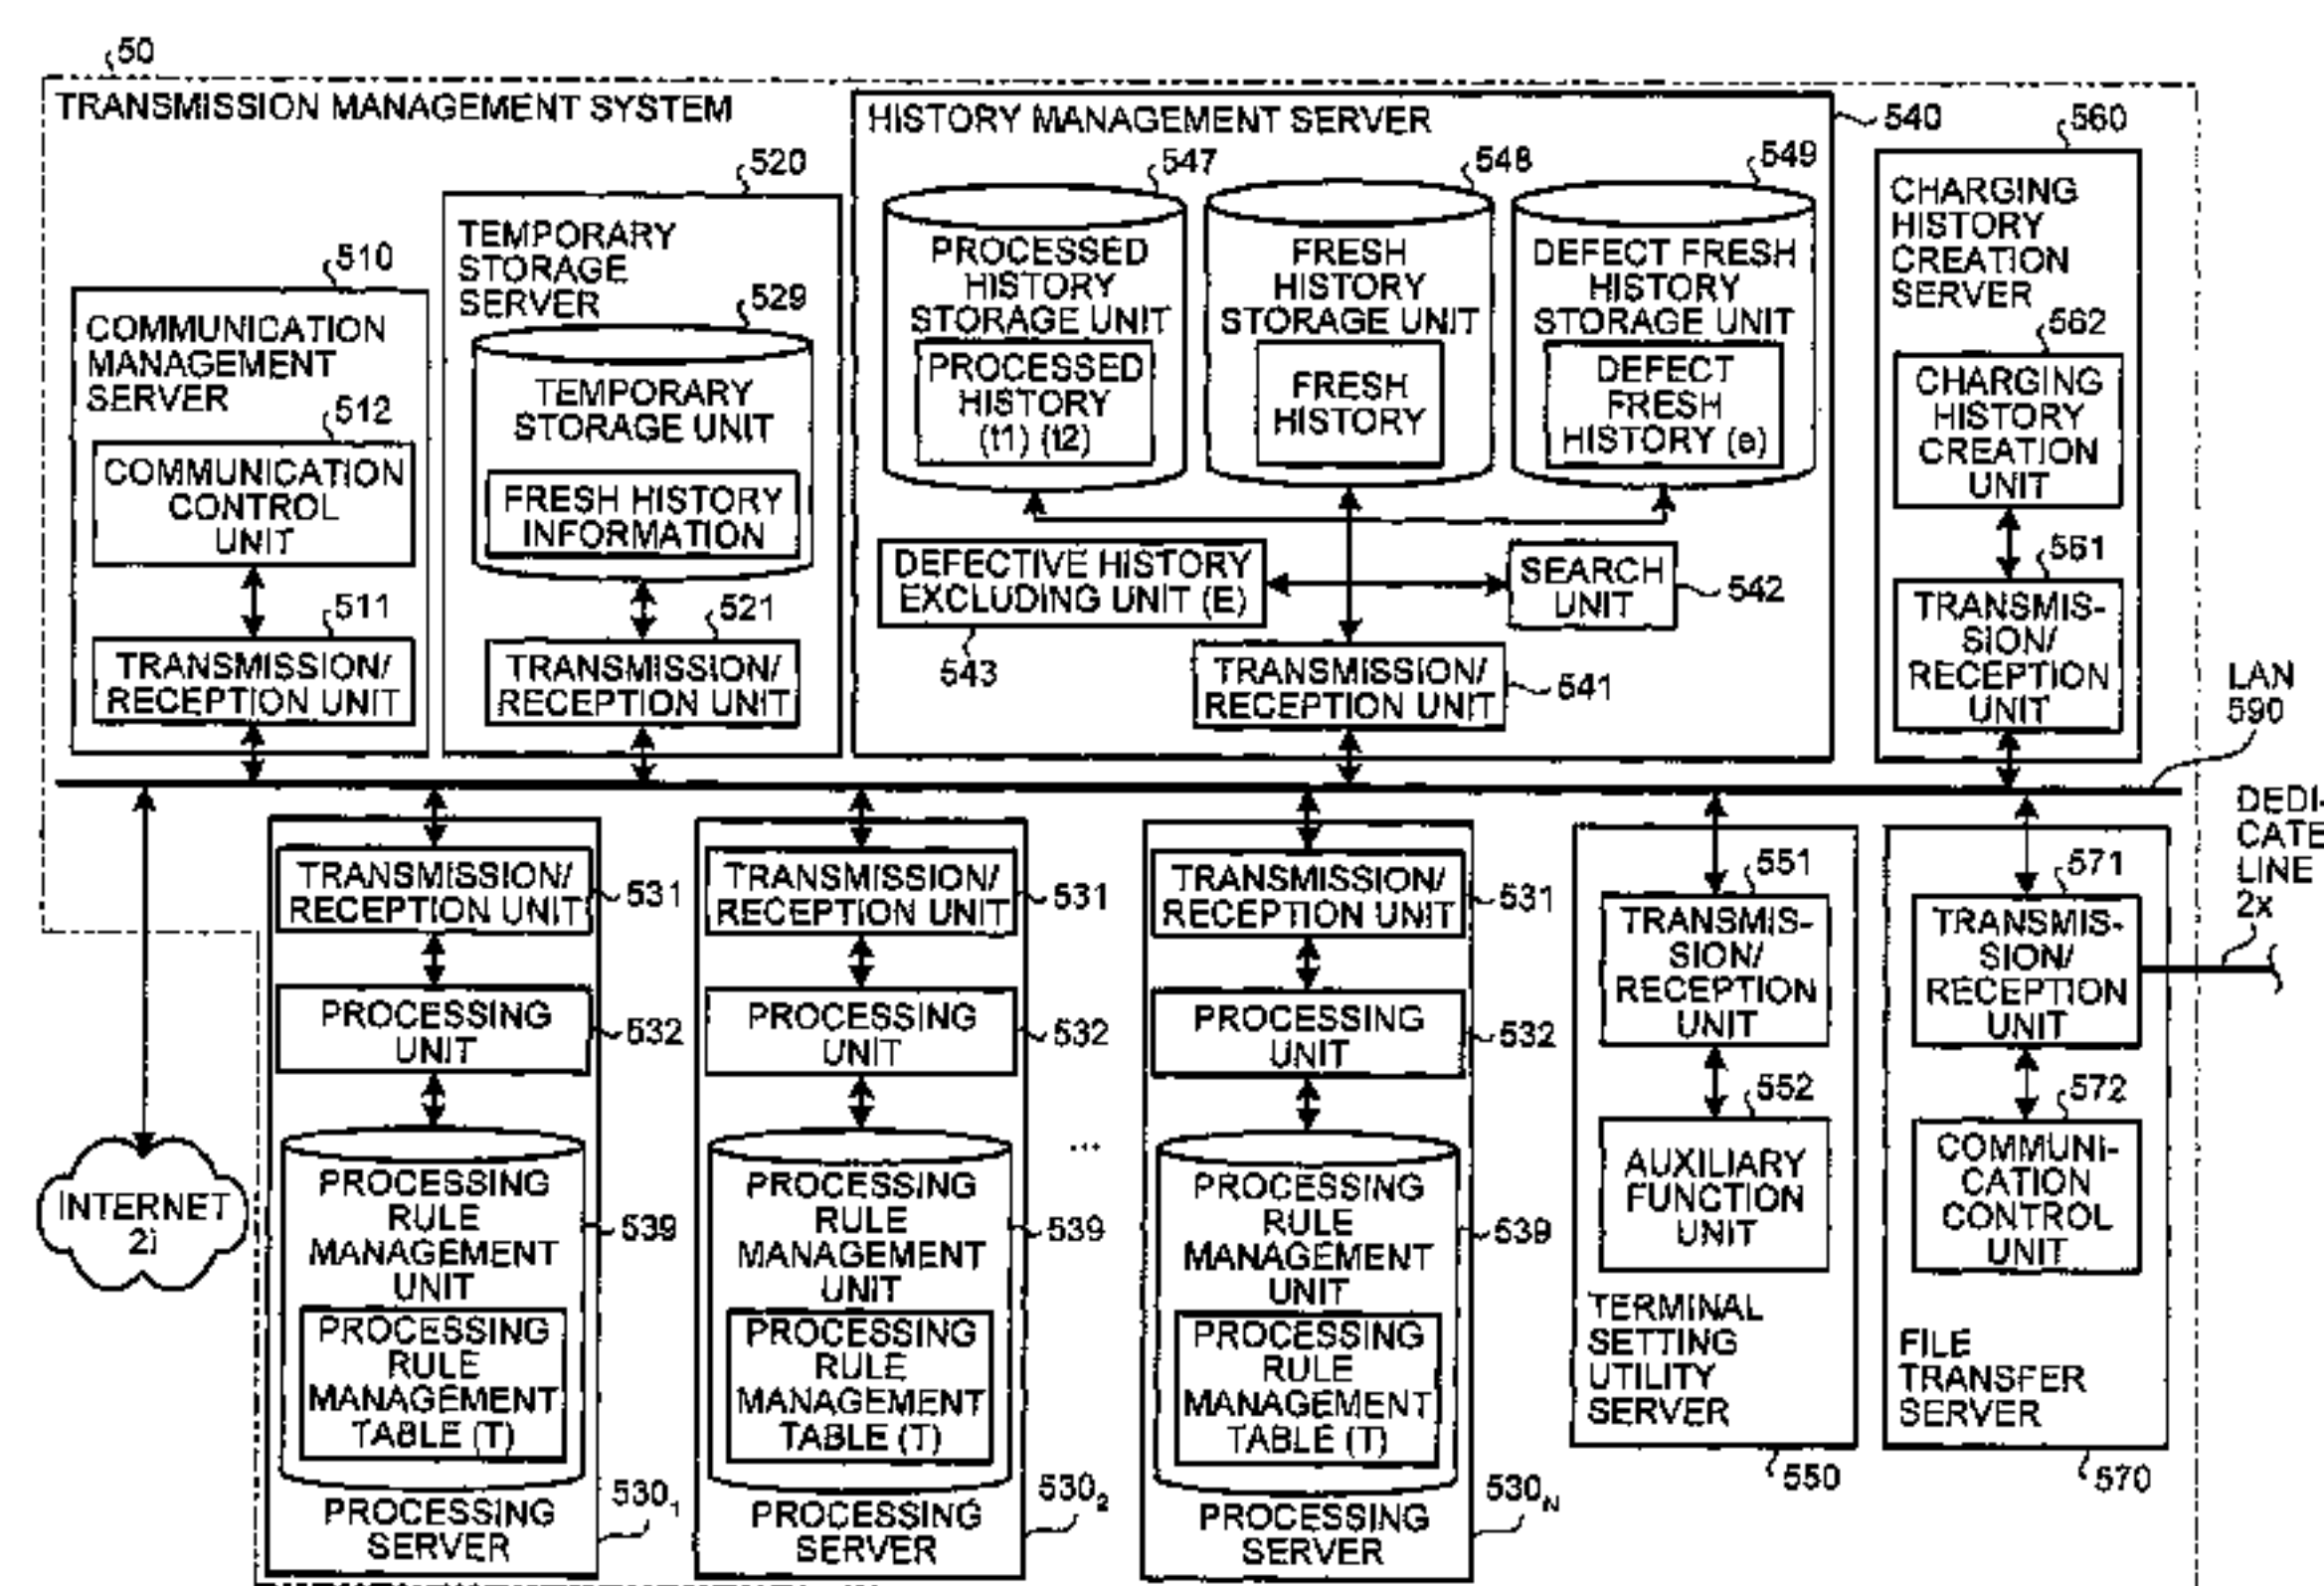 50
TRANSMISSION MANAGEMENT SYSTEM
510
COMMUNICATION
MANAGEMENT
SERVER
512
COMMUNICATION
CONTROL
UNIT
511
TRANSMISSION/
RECEPTION UNIT
520
TEMPORARY
STORAGE
SERVER
529
TEMPORARY
STORAGE UNIT
FRESH HISTORY
INFORMATION
521
TRANSMISSION/
RECEPTION UNIT
HISTORY MANAGEMENT SERVER
540
547
PROCESSED
HISTORY
STORAGE UNIT
PROCESSED
HISTORY
(t1) (t2)
548
FRESH
HISTORY
STORAGE UNIT
FRESH
HISTORY
549
DEFECT FRESH
HISTORY
STORAGE UNIT
DEFECT
FRESH
HISTORY (e)
DEFECTIVE HISTORY
EXCLUDING UNIT (E)
543
SEARCH
UNIT
542
TRANSMISSION/
RECEPTION UNIT
541
560
CHARGING
HISTORY
CREATION
SERVER
562
CHARGING
HISTORY
CREATION
UNIT
561
TRANSMIS-
SION/
RECEPTION
UNIT
LAN
590
INTERNET
2i
TRANSMISSION/
RECEPTION UNIT
531
PROCESSING
UNIT
532
PROCESSING
RULE
MANAGEMENT
UNIT
539
PROCESSING
RULE
MANAGEMENT
TABLE (T)
PROCESSING
SERVER
530₁
TRANSMISSION/
RECEPTION UNIT
531
PROCESSING
UNIT
532
PROCESSING
RULE
MANAGEMENT
UNIT
539
PROCESSING
RULE
MANAGEMENT
TABLE (T)
PROCESSING
SERVER
530₂
...
TRANSMISSION/
RECEPTION UNIT
531
PROCESSING
UNIT
532
PROCESSING
RULE
MANAGEMENT
UNIT
539
PROCESSING
RULE
MANAGEMENT
TABLE (T)
PROCESSING
SERVER
530N
551
TRANSMIS-
SION/
RECEPTION
UNIT
552
AUXILIARY
FUNCTION
UNIT
TERMINAL
SETTING
UTILITY
SERVER
550
571
TRANSMIS-
SION/
RECEPTION
UNIT
572
COMMUNI-
CATION
CONTROL
UNIT
FILE
TRANSFER
SERVER
570
DEDI-
CATE
LINE
2x